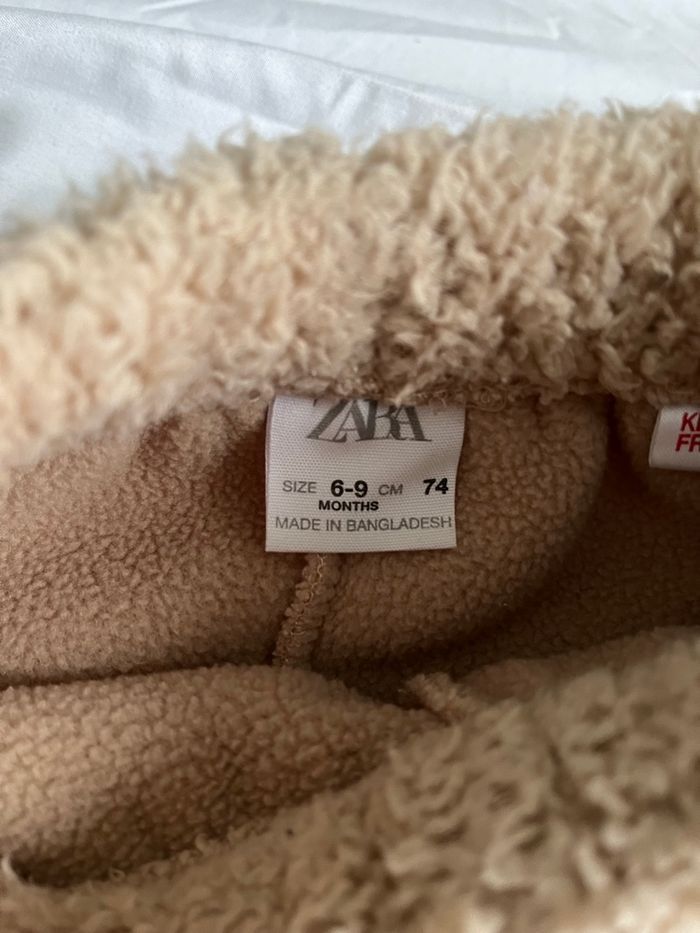 ZARA
SIZE 6-9 CM 74
MONTHS
MADE IN BANGLADESH